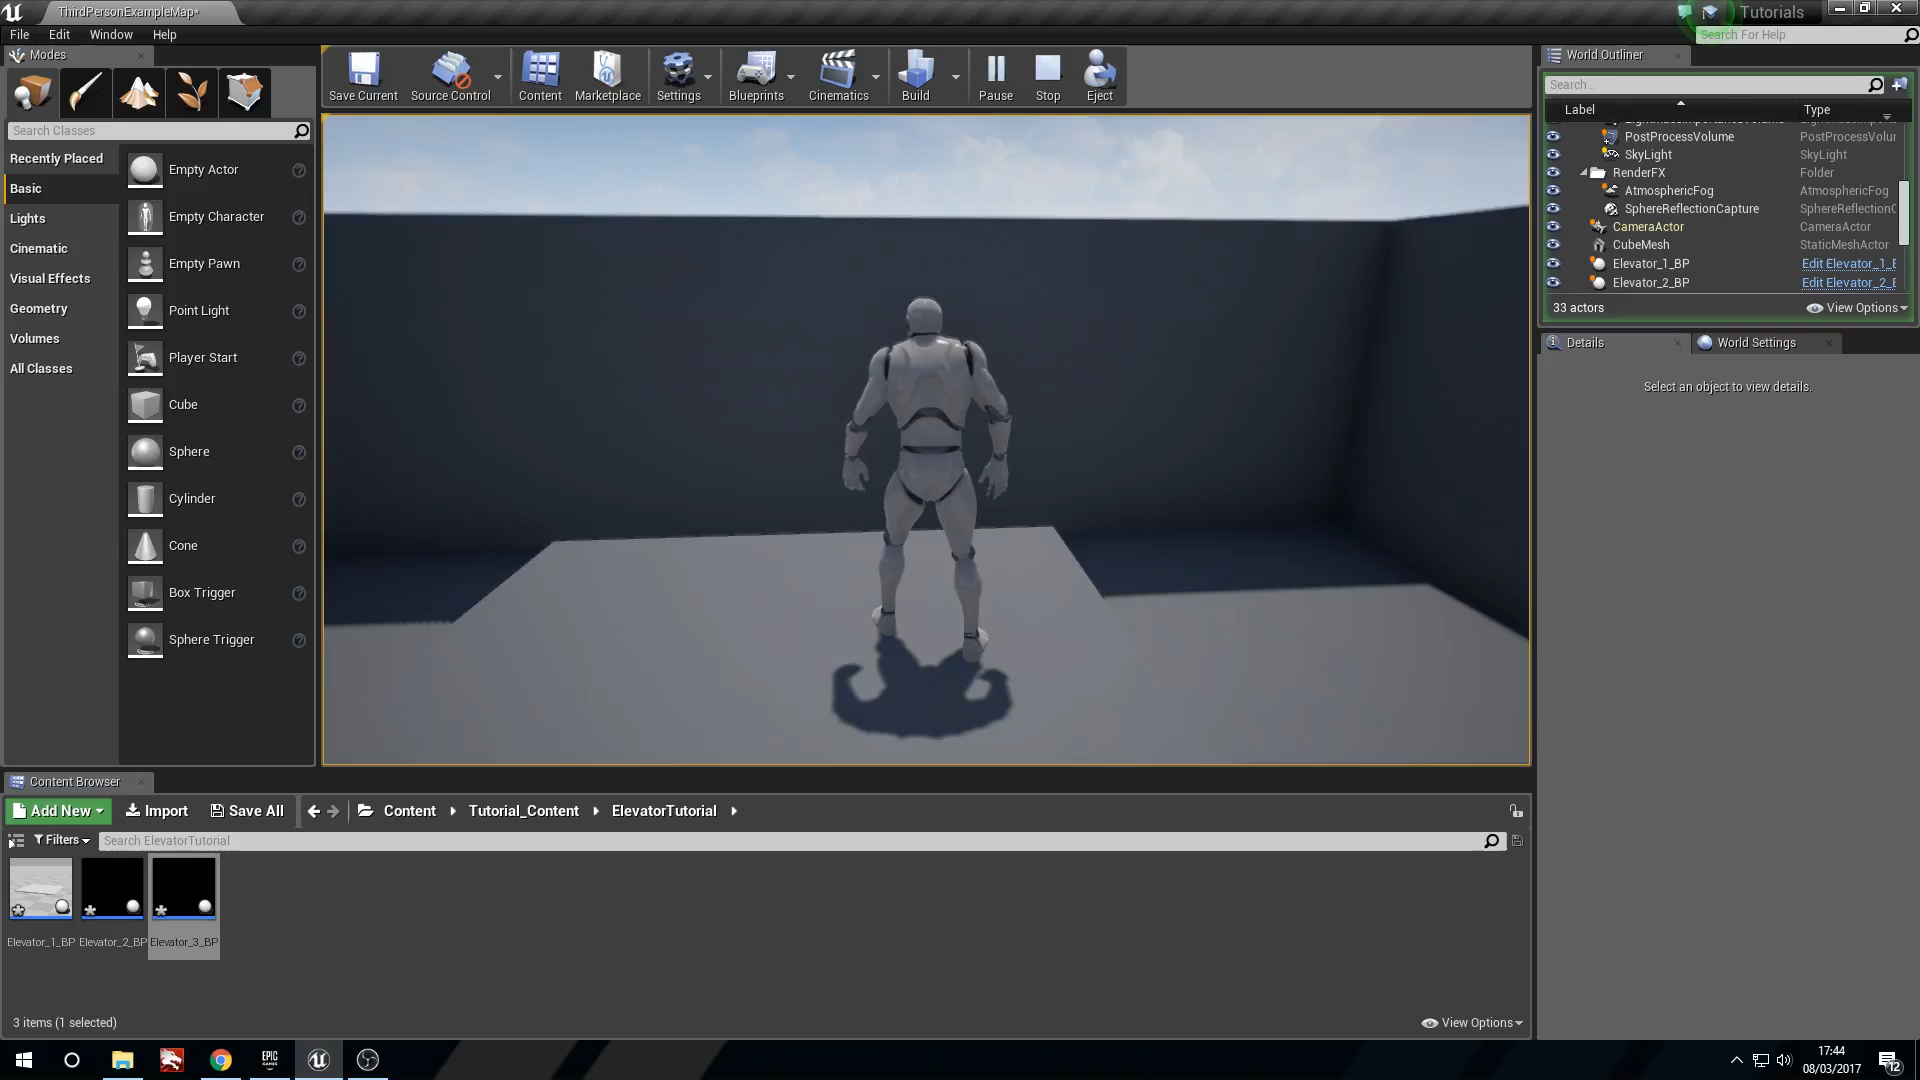 ThirdPersonExampleMap*
Tutorials
File Edit Window Help
Search For Help
Modes
Save Current
Source Control
Content
Marketplace
Settings
Blueprints
Cinematics
Build
Pause
Stop
Eject
Search Classes
Recently Placed
Basic
Lights
Cinematic
Visual Effects
Geometry
Volumes
All Classes
Empty Actor
Empty Character
Empty Pawn
Point Light
Player Start
Cube
Sphere
Cylinder
Cone
Box Trigger
Sphere Trigger
World Outliner
Search...
Label Type
PostProcessVolume PostProcessVolur
SkyLight SkyLight
RenderFX Folder
AtmosphericFog AtmosphericFog
SphereReflectionCapture SphereReflectionC
CameraActor CameraActor
CubeMesh StaticMeshActor
Elevator_1_BP Edit Elevator_1_E
Elevator_2_BP Edit Elevator_2_E
33 actors View Options
Details World Settings
Select an object to view details.
Content Browser
Add New Import Save All Content Tutorial_Content ElevatorTutorial
Filters Search ElevatorTutorial
Elevator_1_BP Elevator_2_BP Elevator_3_BP
3 items (1 selected) View Options
EPIC
GAMES
17:44
08/03/2017
12